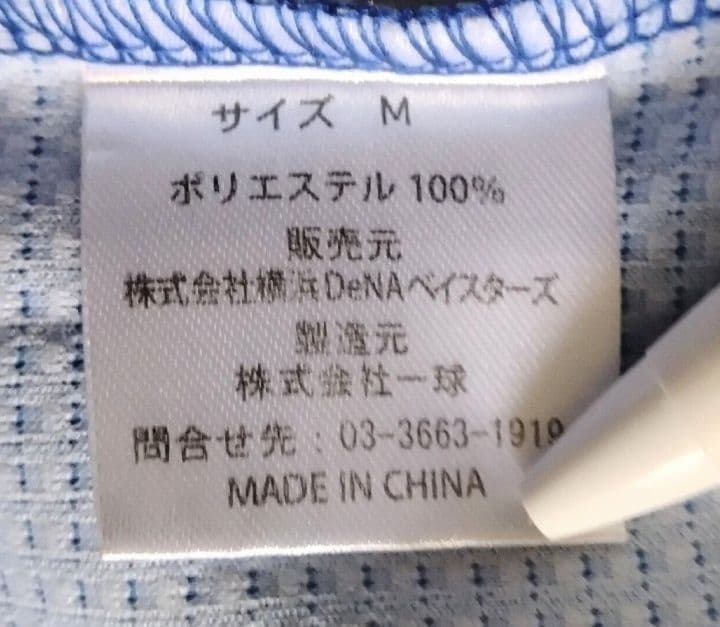 サイズ M
ポリエステル 100%
販売元
株式会社横浜DeNAベイスターズ
製造元
株式会社一球
問合せ先 : 03-3663-1919
MADE IN CHINA